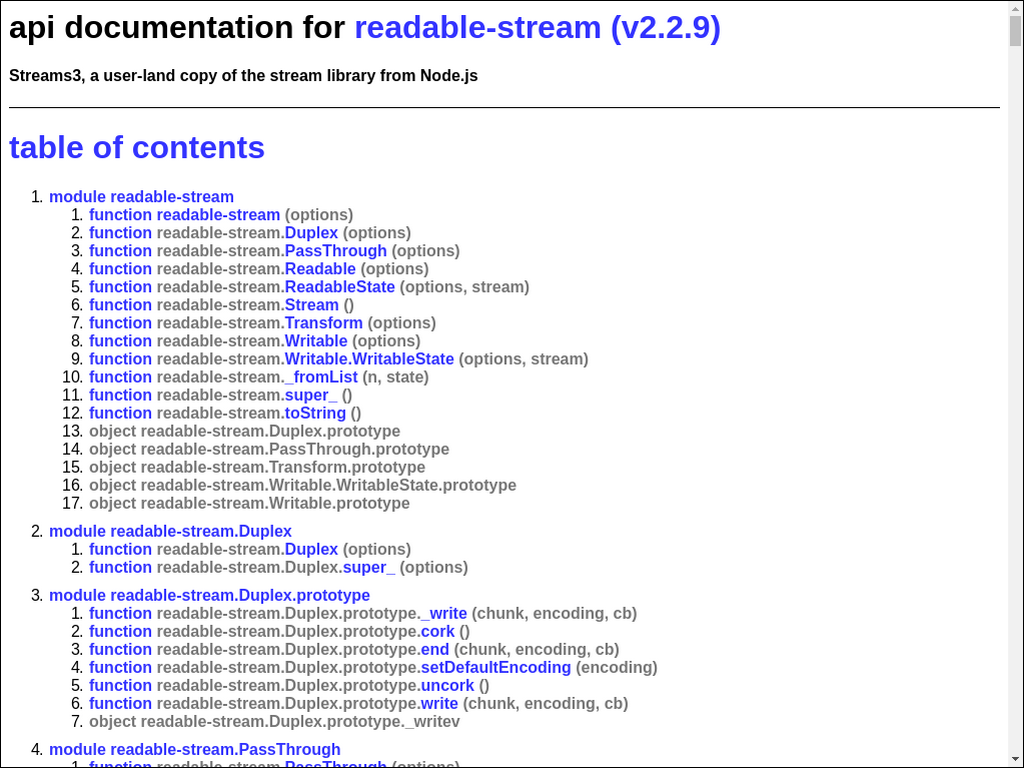 api documentation for readable-stream (v2.2.9)
Streams3, a user-land copy of the stream library from Node.js
table of contents
1. module readable-stream
1. function readable-stream (options)
2. function readable-stream.Duplex (options)
3. function readable-stream.PassThrough (options)
4. function readable-stream.Readable (options)
5. function readable-stream.ReadableState (options, stream)
6. function readable-stream.Stream ()
7. function readable-stream.Transform (options)
8. function readable-stream.Writable (options)
9. function readable-stream.Writable.WritableState (options, stream)
10. function readable-stream._fromList (n, state)
11. function readable-stream.super_ ()
12. function readable-stream.toString ()
13. object readable-stream.Duplex.prototype
14. object readable-stream.PassThrough.prototype
15. object readable-stream.Transform.prototype
16. object readable-stream.Writable.WritableState.prototype
17. object readable-stream.Writable.prototype
2. module readable-stream.Duplex
1. function readable-stream.Duplex (options)
2. function readable-stream.Duplex.super_ (options)
3. module readable-stream.Duplex.prototype
1. function readable-stream.Duplex.prototype._write (chunk, encoding, cb)
2. function readable-stream.Duplex.prototype.cork ()
3. function readable-stream.Duplex.prototype.end (chunk, encoding, cb)
4. function readable-stream.Duplex.prototype.setDefaultEncoding (encoding)
5. function readable-stream.Duplex.prototype.uncork ()
6. function readable-stream.Duplex.prototype.write (chunk, encoding, cb)
7. object readable-stream.Duplex.prototype._writev
4. module readable-stream.PassThrough
1. function readable-stream.PassThrough (options)